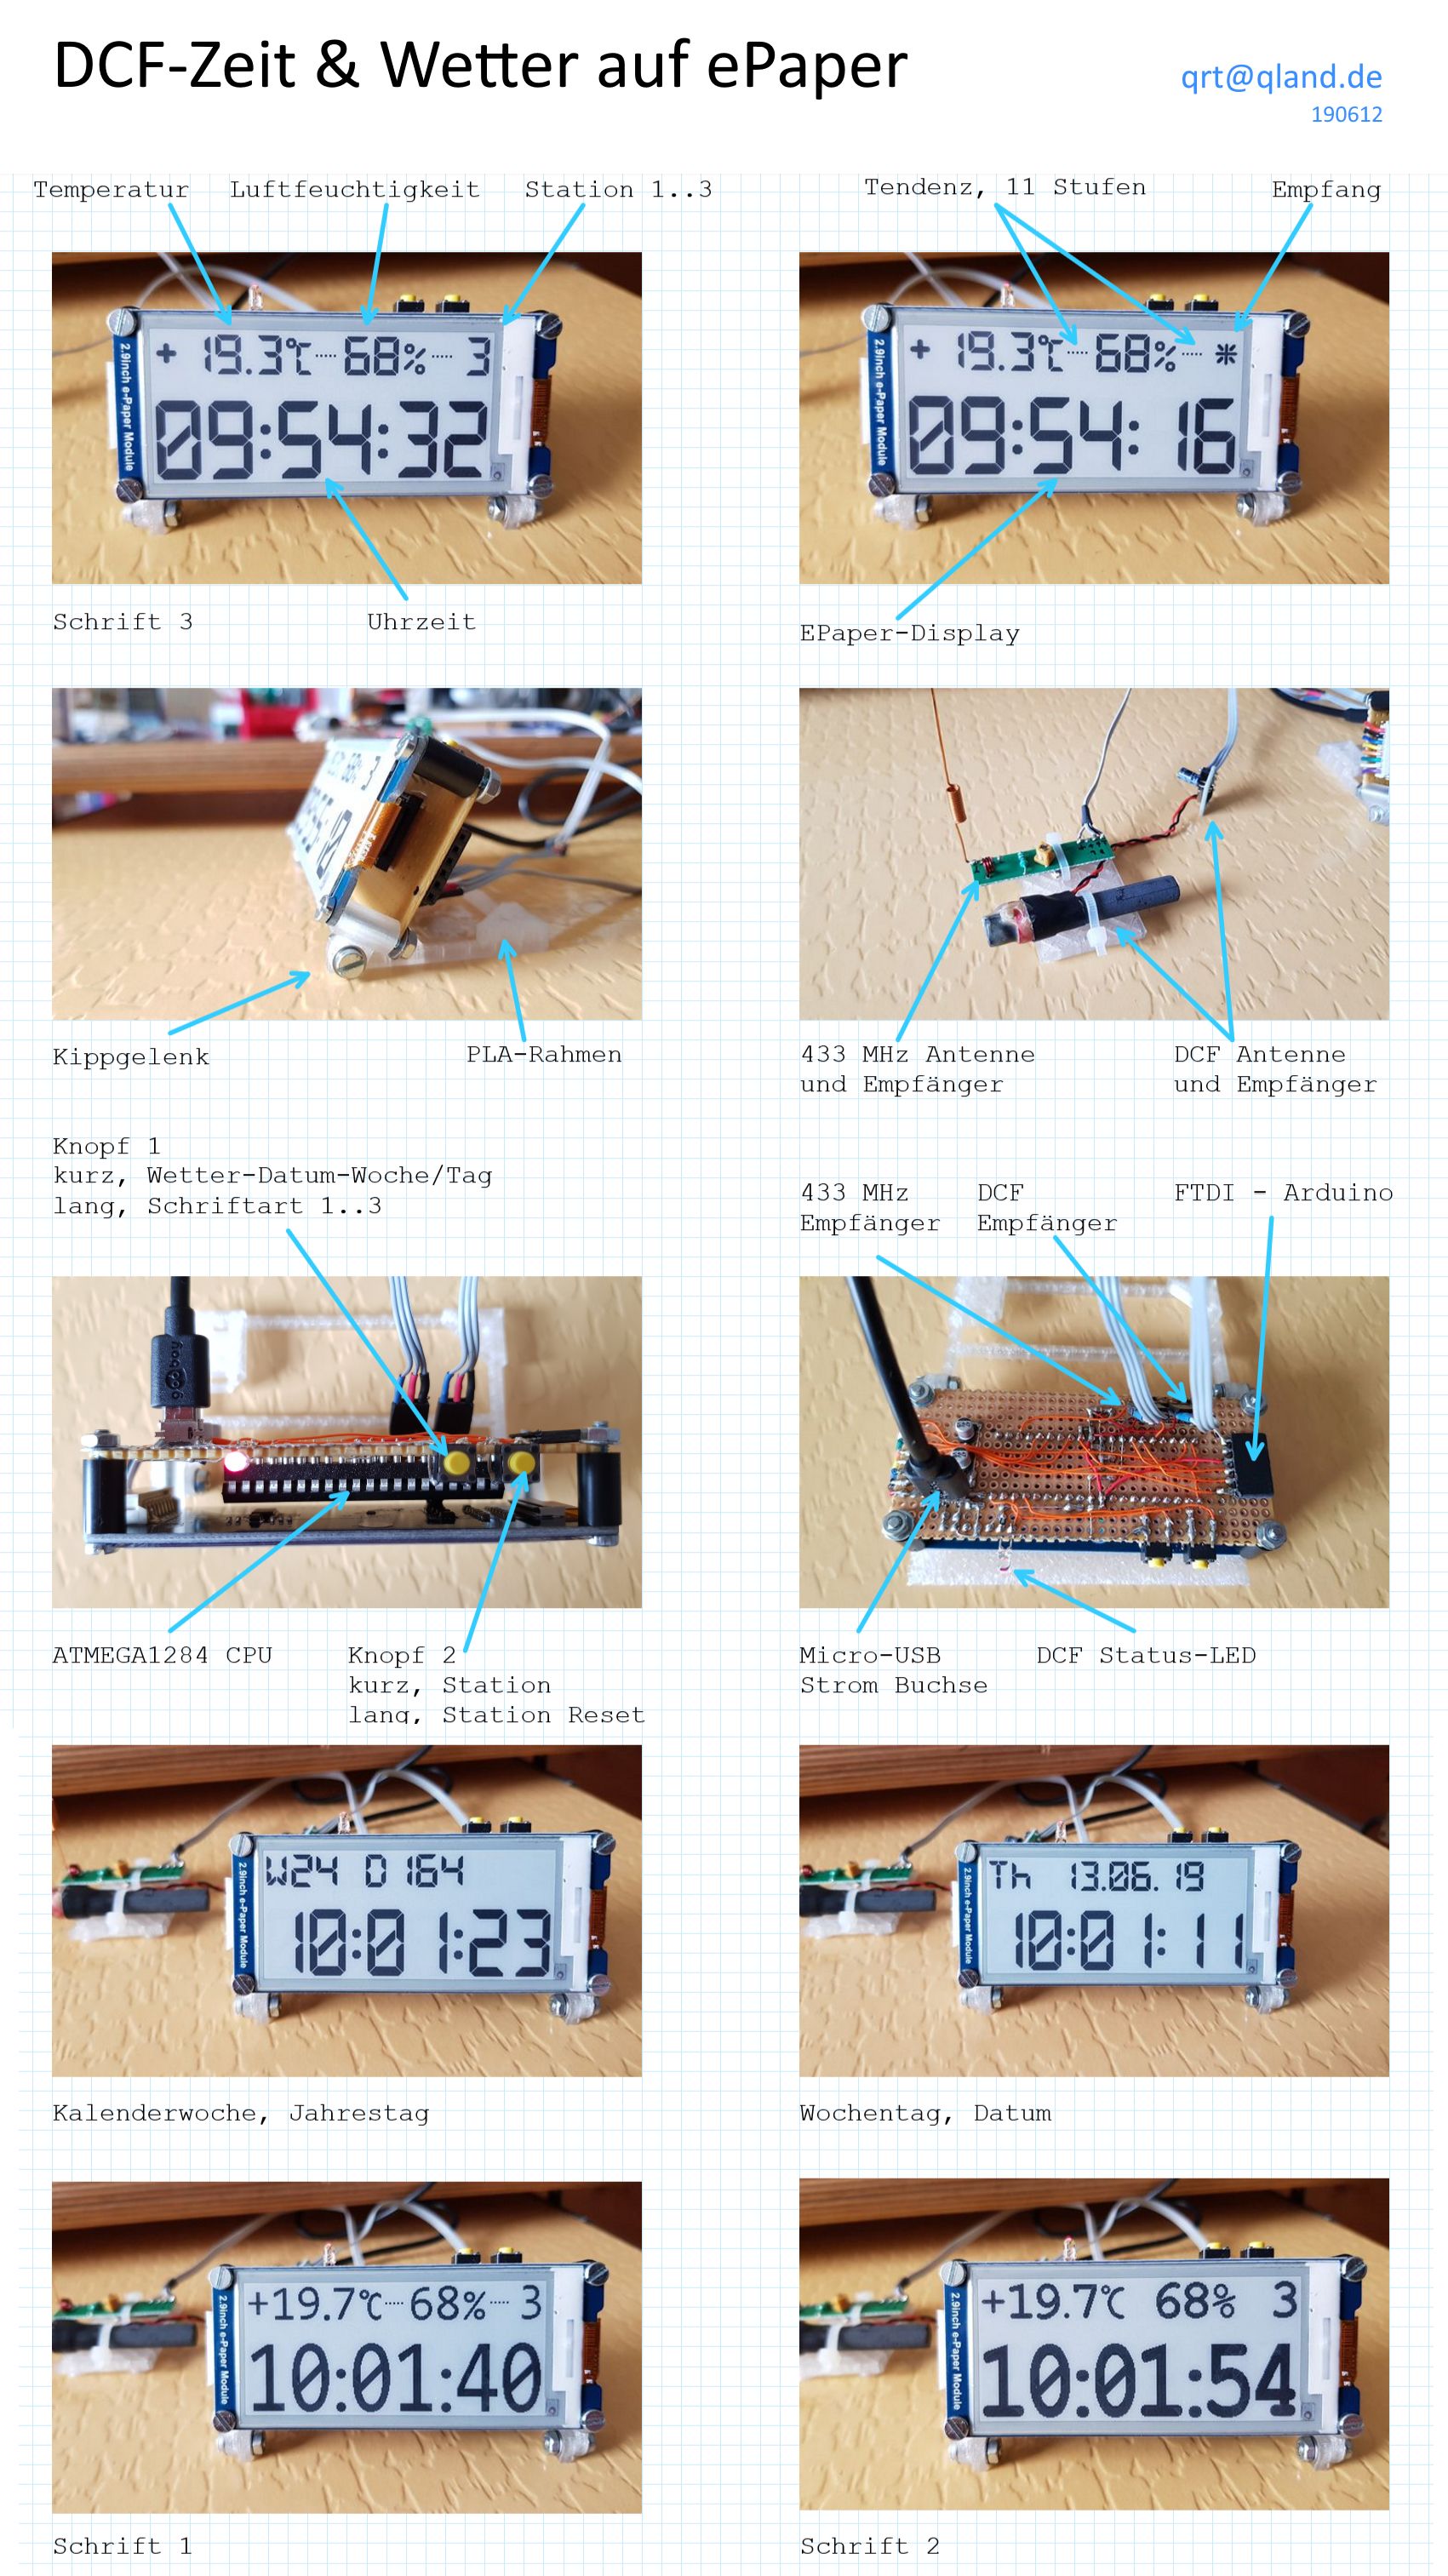 DCF-Zeit & Wetter auf ePaper
qrt@qland.de
190612
Temperatur Luftfeuchtigkeit Station 1..3
Tendenz, 11 Stufen Empfang
2.9inch e-Paper Module
+ 19.3℃ 68% 3
09:54:32
2.9inch e-Paper Module
+ 19.3℃ 68% ⁜
09:54:16
Schrift 3 Uhrzeit
EPaper-Display
Kippgelenk PLA-Rahmen
433 MHz Antenne
und Empfänger
DCF Antenne
und Empfänger
Knopf 1
kurz, Wetter-Datum-Woche/Tag
lang, Schriftart 1..3
433 MHz
Empfänger
DCF
Empfänger
FTDI - Arduino
goobay
ATMEGA1284 CPU
Knopf 2
kurz, Station
lang, Station Reset
Micro-USB
Strom Buchse
DCF Status-LED
2.9inch e-Paper Module
W24 D 164
10:01:23
2.9inch e-Paper Module
Th 13.06.19
10:01:11
Kalenderwoche, Jahrestag
Wochentag, Datum
2.9inch e-Paper Module
+19.7℃ 68% 3
10:01:40
2.9inch e-Paper Module
+19.7℃ 68% 3
10:01:54
Schrift 1
Schrift 2